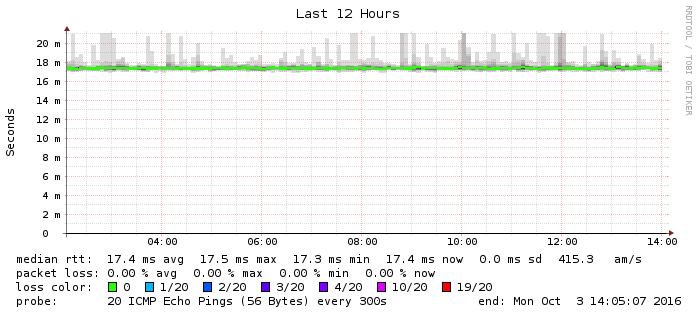 Last 12 Hours
RRDTOOL / TOBI OETIKER
Seconds
20 m
18 m
16 m
14 m
12 m
10 m
8 m
6 m
4 m
2 m
0
04:00 06:00 08:00 10:00 12:00 14:00
median rtt: 17.4 ms avg 17.5 ms max 17.3 ms min 17.4 ms now 0.0 ms sd 415.3 am/s
packet loss: 0.00 % avg 0.00 % max 0.00 % min 0.00 % now
loss color: 0 1/20 2/20 3/20 4/20 10/20 19/20
probe: 20 ICMP Echo Pings (56 Bytes) every 300s end: Mon Oct 3 14:05:07 2016